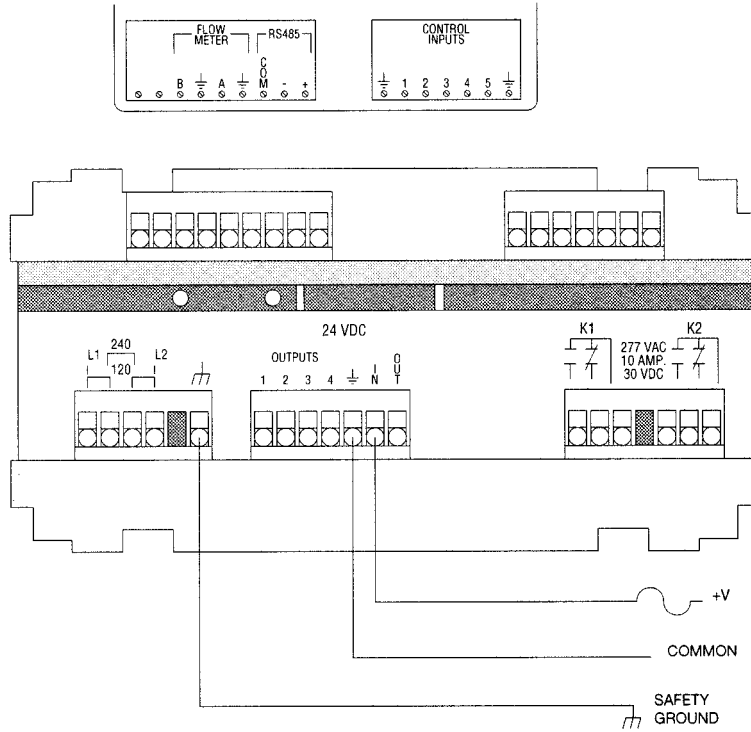 FLOW
METER
RS485
B A COM - +
CONTROL
INPUTS
1 2 3 4 5
24 VDC
240
L1 L2
120
OUTPUTS
1 2 3 4 IN OUT
K1 K2
277 VAC
10 AMP.
30 VDC
+V
COMMON
SAFETY
GROUND